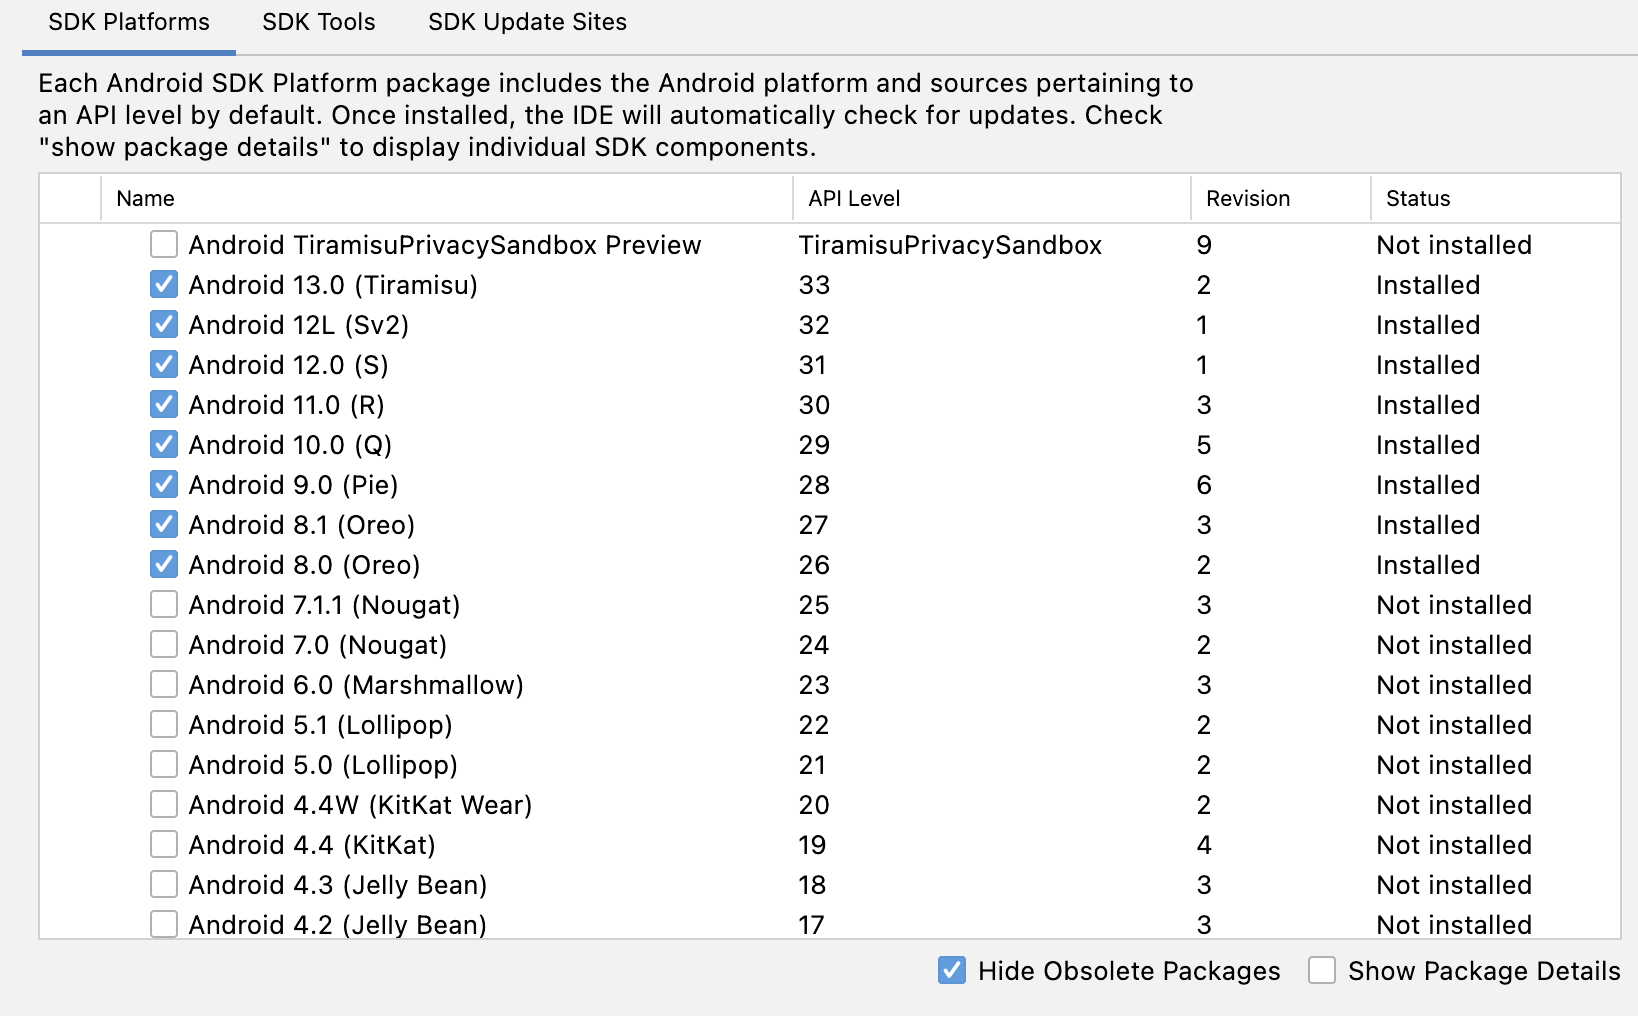 SDK Platforms SDK Tools SDK Update Sites
Each Android SDK Platform package includes the Android platform and sources pertaining to
an API level by default. Once installed, the IDE will automatically check for updates. Check
"show package details" to display individual SDK components.
Name API Level Revision Status
Android TiramisuPrivacySandbox Preview TiramisuPrivacySandbox 9 Not installed
Android 13.0 (Tiramisu) 33 2 Installed
Android 12L (Sv2) 32 1 Installed
Android 12.0 (S) 31 1 Installed
Android 11.0 (R) 30 3 Installed
Android 10.0 (Q) 29 5 Installed
Android 9.0 (Pie) 28 6 Installed
Android 8.1 (Oreo) 27 3 Installed
Android 8.0 (Oreo) 26 2 Installed
Android 7.1.1 (Nougat) 25 3 Not installed
Android 7.0 (Nougat) 24 2 Not installed
Android 6.0 (Marshmallow) 23 3 Not installed
Android 5.1 (Lollipop) 22 2 Not installed
Android 5.0 (Lollipop) 21 2 Not installed
Android 4.4W (KitKat Wear) 20 2 Not installed
Android 4.4 (KitKat) 19 4 Not installed
Android 4.3 (Jelly Bean) 18 3 Not installed
Android 4.2 (Jelly Bean) 17 3 Not installed
Hide Obsolete Packages Show Package Details